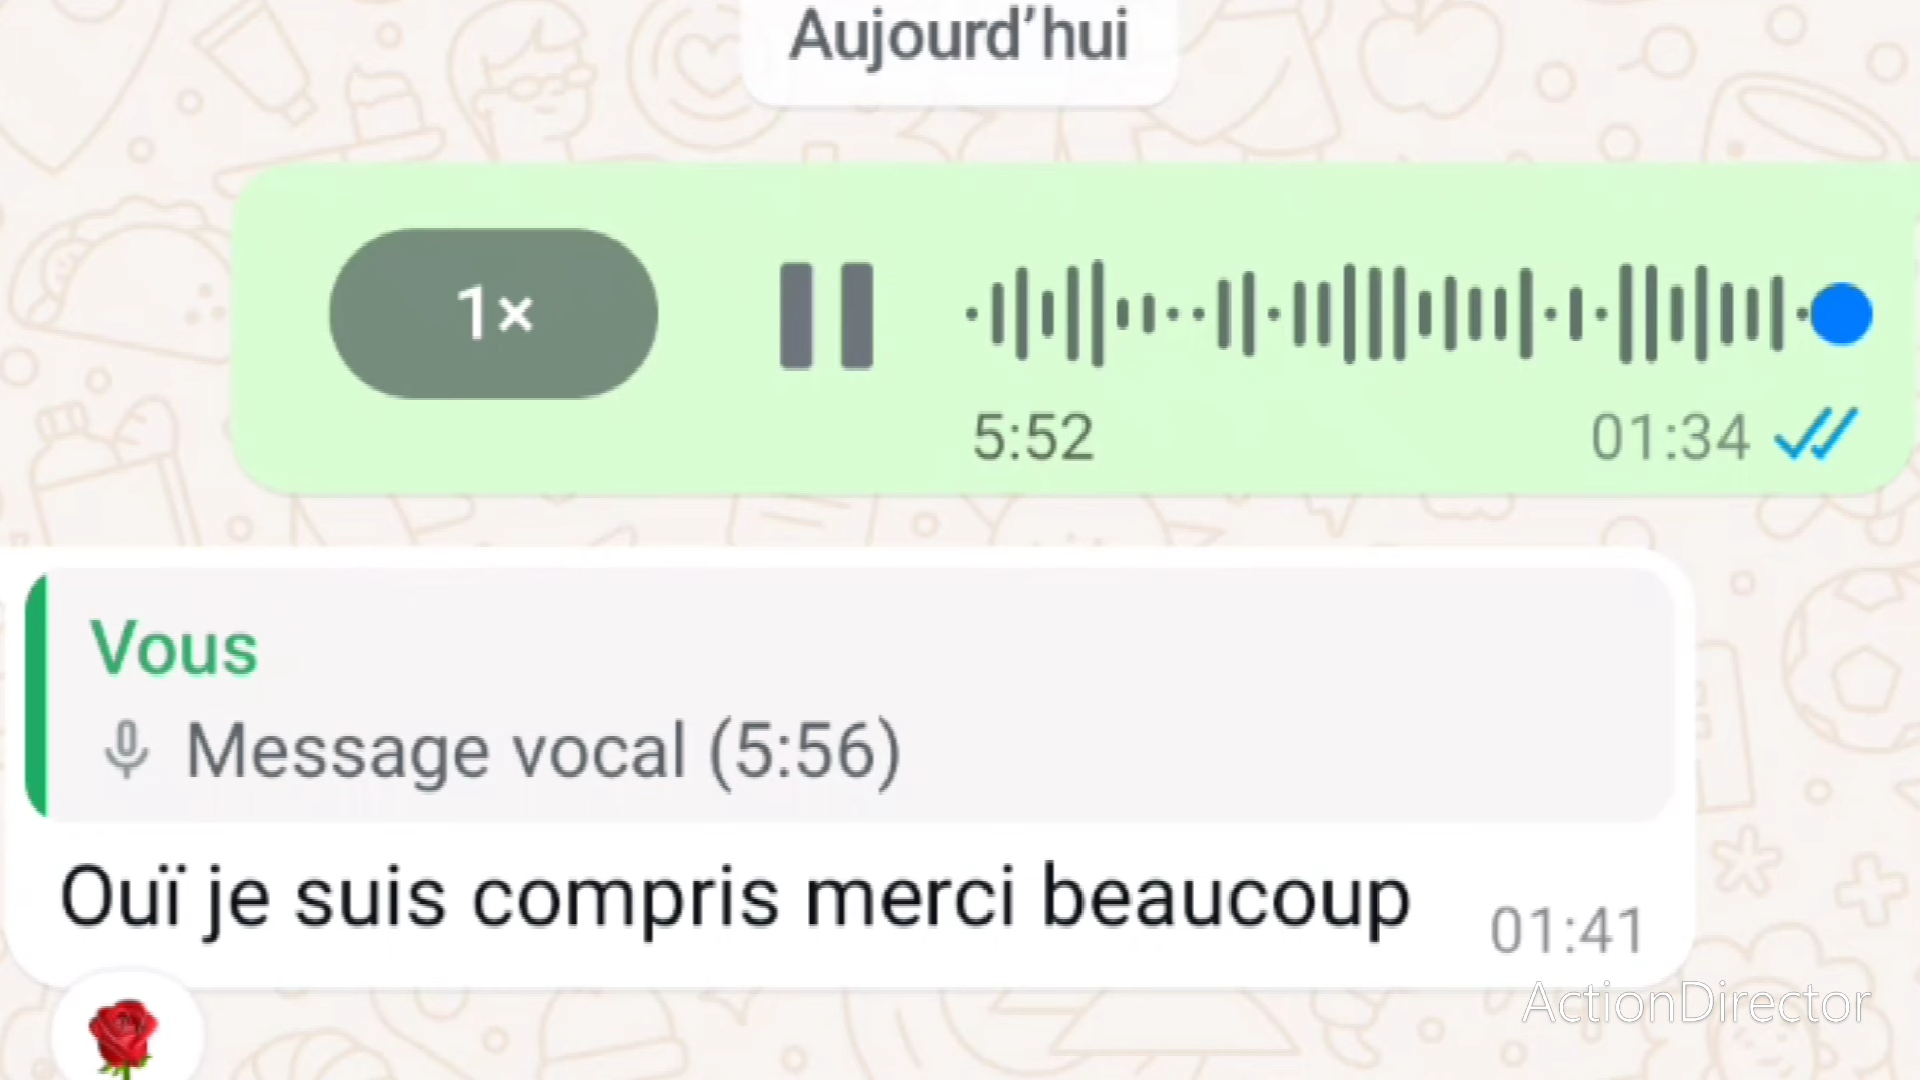 Aujourd’hui
1×
5:52
01:34
Vous
Message vocal (5:56)
Ouï je suis compris merci beaucoup
01:41
ActionDirector